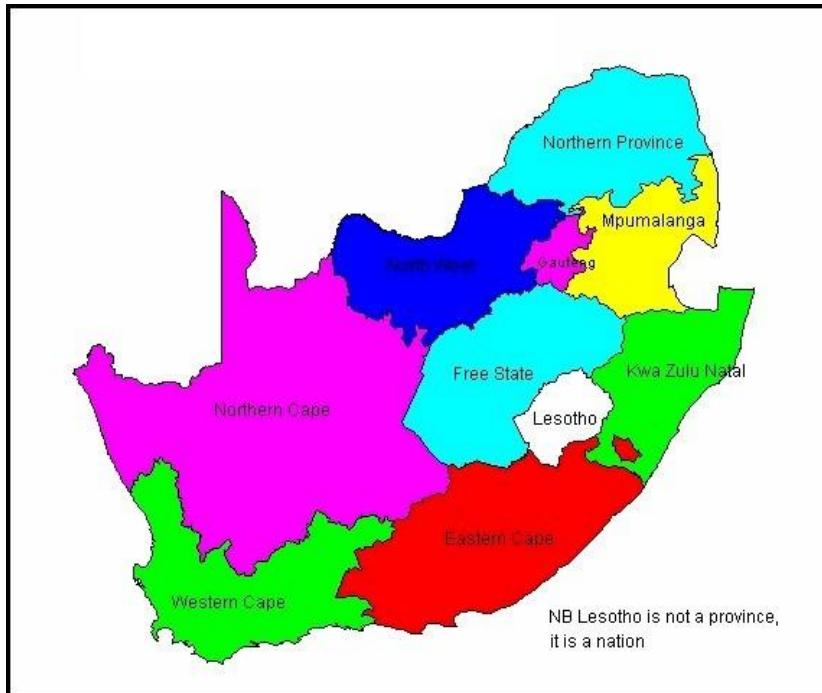 Northern Province
Mpumalanga
North West
Gauteng
Free State
Kwa Zulu Natal
Northern Cape
Lesotho
Eastern Cape
Western Cape
NB Lesotho is not a province,
it is a nation